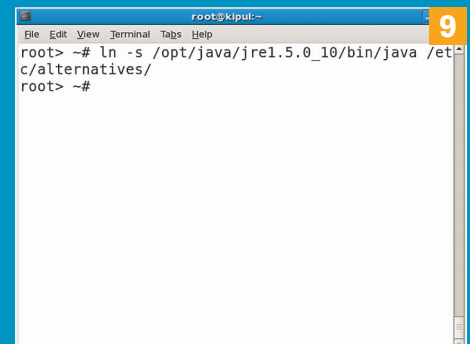 root@kipul:~
9
File Edit View Terminal Tabs Help
root> ~# ln -s /opt/java/jre1.5.0_10/bin/java /et
c/alternatives/
root> ~#